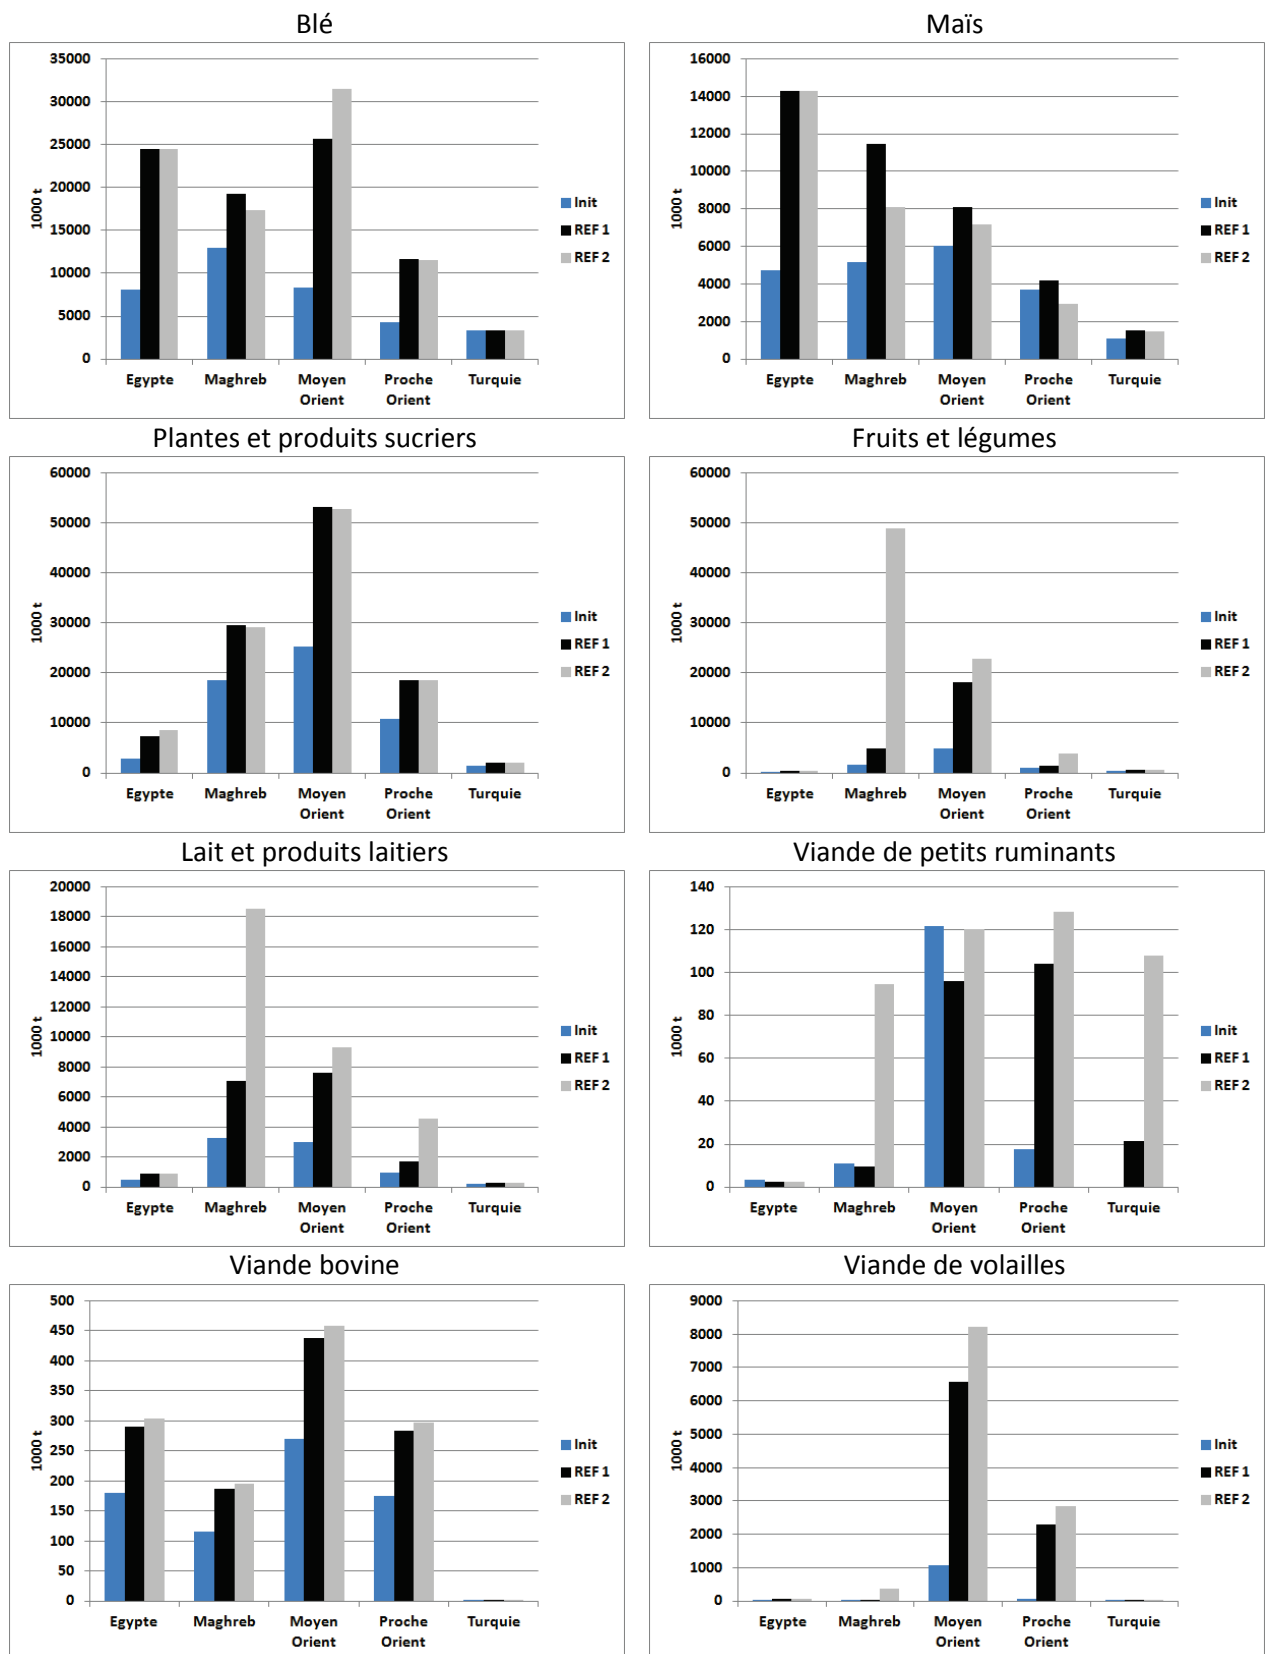 Blé
35000
30000
25000
20000
15000
10000
5000
0
1000 t
Egypte
Maghreb
Moyen
Orient
Proche
Orient
Turquie
Init
REF 1
REF 2
Maïs
16000
14000
12000
10000
8000
6000
4000
2000
0
1000 t
Egypte
Maghreb
Moyen
Orient
Proche
Orient
Turquie
Init
REF 1
REF 2
Plantes et produits sucriers
60000
50000
40000
30000
20000
10000
0
1000 t
Egypte
Maghreb
Moyen
Orient
Proche
Orient
Turquie
Init
REF 1
REF 2
Fruits et légumes
60000
50000
40000
30000
20000
10000
0
1000 t
Egypte
Maghreb
Moyen
Orient
Proche
Orient
Turquie
Init
REF 1
REF 2
Lait et produits laitiers
20000
18000
16000
14000
12000
10000
8000
6000
4000
2000
0
1000 t
Egypte
Maghreb
Moyen
Orient
Proche
Orient
Turquie
Init
REF 1
REF 2
Viande de petits ruminants
140
120
100
80
60
40
20
0
1000 t
Egypte
Maghreb
Moyen
Orient
Proche
Orient
Turquie
Init
REF 1
REF 2
Viande bovine
500
450
400
350
300
250
200
150
100
50
0
1000 t
Egypte
Maghreb
Moyen
Orient
Proche
Orient
Turquie
Init
REF 1
REF 2
Viande de volailles
9000
8000
7000
6000
5000
4000
3000
2000
1000
0
1000 t
Egypte
Maghreb
Moyen
Orient
Proche
Orient
Turquie
Init
REF 1
REF 2